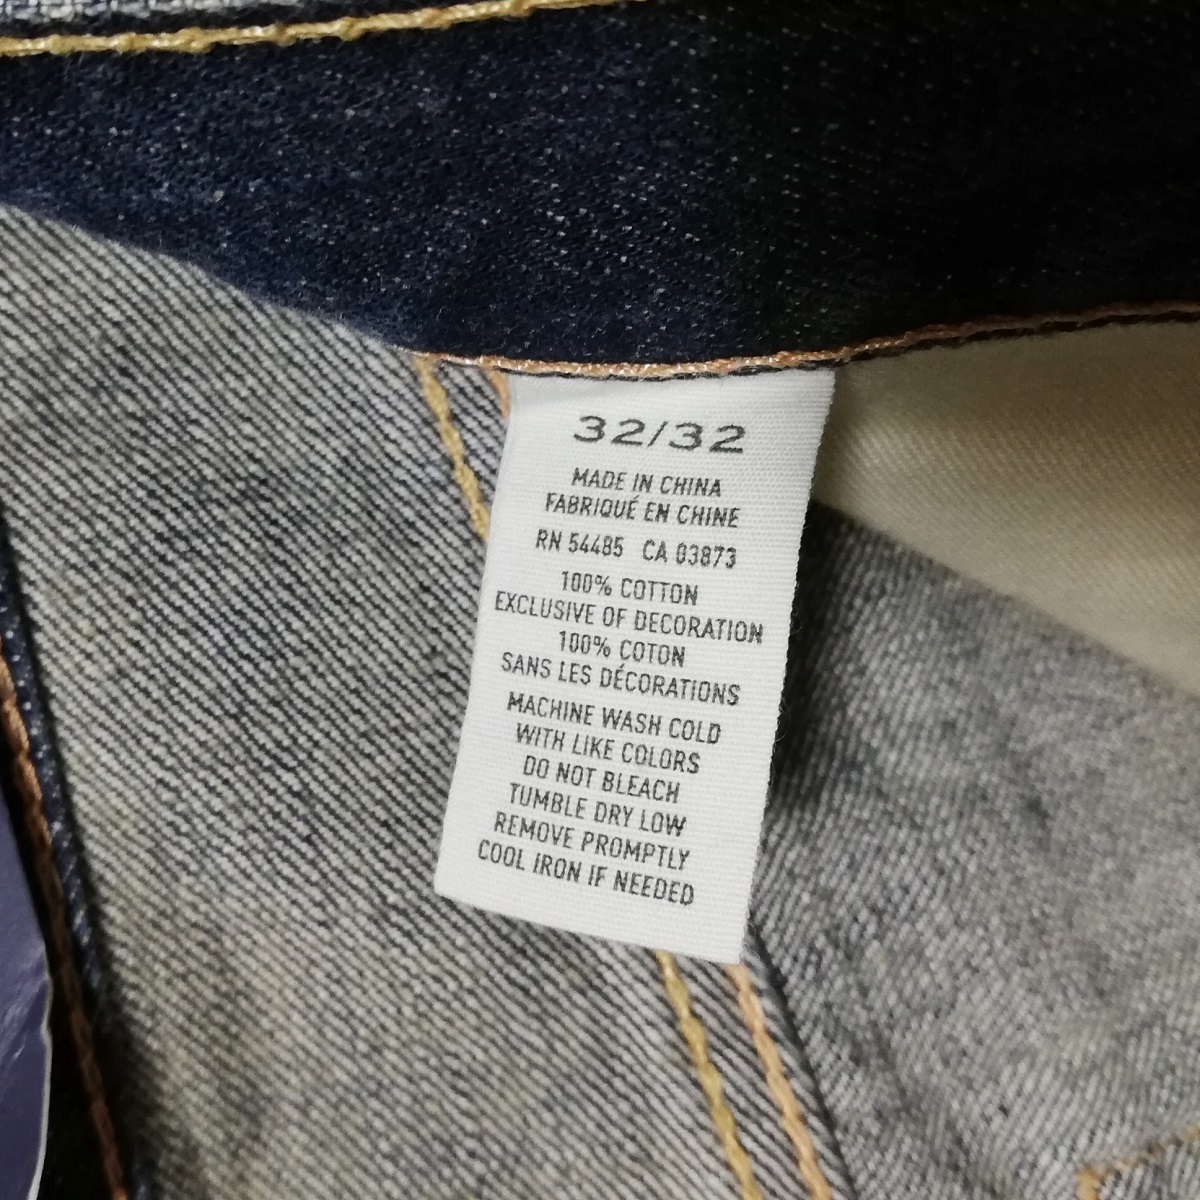 32/32
MADE IN CHINA
FABRIQUÉ EN CHINE
RN 54485 CA 03873
100% COTTON
EXCLUSIVE OF DECORATION
100% COTON
SANS LES DÉCORATIONS
MACHINE WASH COLD
WITH LIKE COLORS
DO NOT BLEACH
TUMBLE DRY LOW
REMOVE PROMPTLY
COOL IRON IF NEEDED